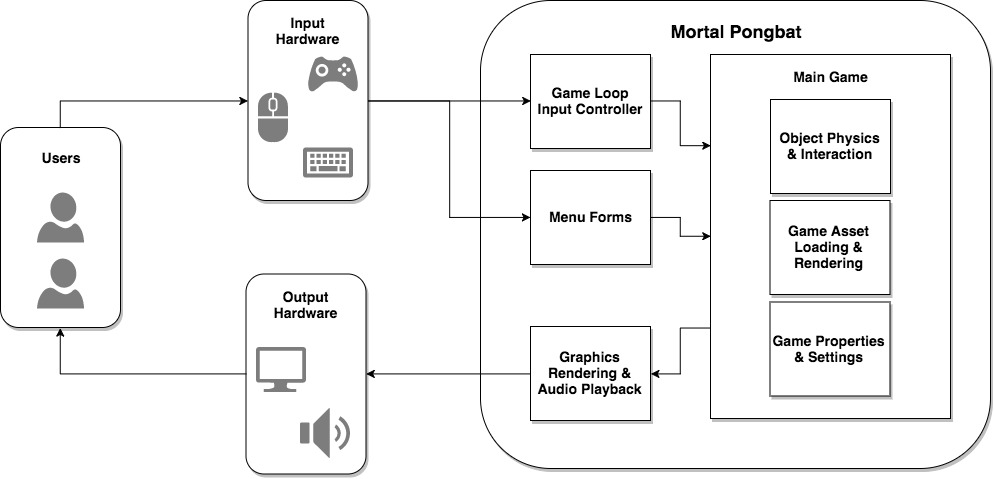 Input
Hardware
Mortal Pongbat
Main Game
Game Loop
Input Controller
Object Physics
& Interaction
Users
Menu Forms
Game Asset
Loading &
Rendering
Output
Hardware
Game Properties
& Settings
Graphics
Rendering &
Audio Playback